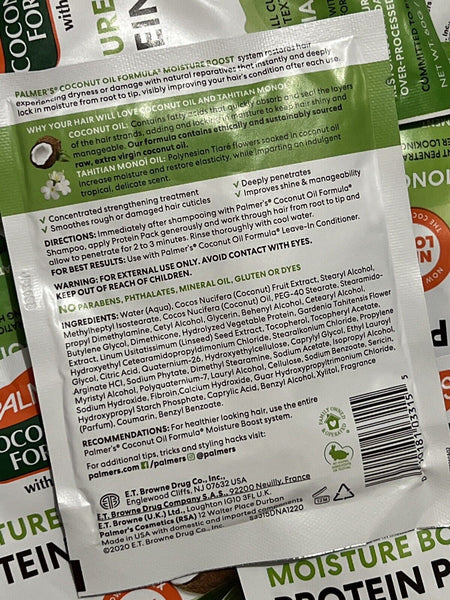 PALMER'S® COCONUT OIL FORMULA® MOISTURE BOOST system restores hair
experiencing dryness or damage with natural reparatives that instantly and deeply
lock in moisture from root to tip, visibly improving your hair's condition after each use.
WHY YOUR HAIR WILL LOVE COCONUT OIL AND TAHITIAN MONOI:
COCONUT OIL: Contains fatty acids that quickly absorb and seal the layers
of the hair strands, adding and locking in moisture to keep hair shiny and
manageable. Our formula contains ethically and sustainably sourced
raw, extra virgin coconut oil.
TAHITIAN MONOI OIL: Polynesian Tiaré flowers soaked in coconut oil
increase moisture and restore elasticity, while imparting an indulgent
tropical, delicate scent.
✓ Concentrated strengthening treatment
✓ Smoothes rough or damaged hair cuticles
✓ Deeply penetrates
✓ Improves shine & manageability
DIRECTIONS: Immediately after shampooing with Palmer's® Coconut Oil Formula®
Shampoo, apply Protein Pack generously and work through hair from root to tip and
allow to penetrate for 2 to 3 minutes. Rinse thoroughly with cool water.
FOR BEST RESULTS: Use with Palmer's® Coconut Oil Formula® Leave-In Conditioner.
WARNING: FOR EXTERNAL USE ONLY. AVOID CONTACT WITH EYES.
KEEP OUT OF REACH OF CHILDREN.
NO PARABENS, PHTHALATES, MINERAL OIL, GLUTEN OR DYES
INGREDIENTS: Water (Aqua), Cocos Nucifera (Coconut) Fruit Extract, Stearyl Alcohol,
Methylheptyl Isostearate, Cocos Nucifera (Coconut) Oil, PEG-40 Stearate, Stearamido-
propyl Dimethylamine, Cetyl Alcohol, Glycerin, Behenyl Alcohol, Cetearyl Alcohol,
Butylene Glycol, Dimethicone, Hydrolyzed Vegetable Protein, Gardenia Tahitensis Flower
Extract, Linum Usitatissimum (Linseed) Seed Extract, Tocopherol, Tocopheryl Acetate,
Hydroxyethyl Cetearamidopropyldimonium Chloride, Stearalkonium Chloride, Propylene
Glycol, Citric Acid, Quaternium-26, Hydroxyethylcellulose, Caprylyl Glycol, Ethyl Lauroyl
Arginate HCl, Sodium Phytate, Dimethyl Stearamine, Sodium Acetate, Isopropyl Alcohol,
Myristyl Alcohol, Polyquaternium-7, Lauryl Alcohol, Cellulose, Sodium Benzoate, Sericin,
Sodium Hydroxide, Fibroin, Calcium Hydroxide, Guar Hydroxypropyltrimonium Chloride,
Hydroxypropyl Starch Phosphate, Caprylic Acid, Benzyl Alcohol, Xylitol, Fragrance
(Parfum), Coumarin, Benzyl Benzoate.
RECOMMENDATIONS: For healthier looking hair, use the entire
Palmer's® Coconut Oil Formula® Moisture Boost system.
For additional tips, tricks and styling hacks visit:
palmers.com /palmers @palmers
FAMILY OWNED
E.T. Browne Drug Co., Inc.,
Englewood Cliffs, NJ 07632 USA
E.T. Browne Drug Company S.A.S., 92200 Neuilly, France
E.T. Browne (U.K.) Ltd., Loughton IG10 3FL U.K.
Palmer's Cosmetics (RSA) 12 Walter Place Durban
Made in USA with domestic and imported components
©2020 E.T. Browne Drug Co., Inc.
S3315DNA1220
12M
MOISTURE BO